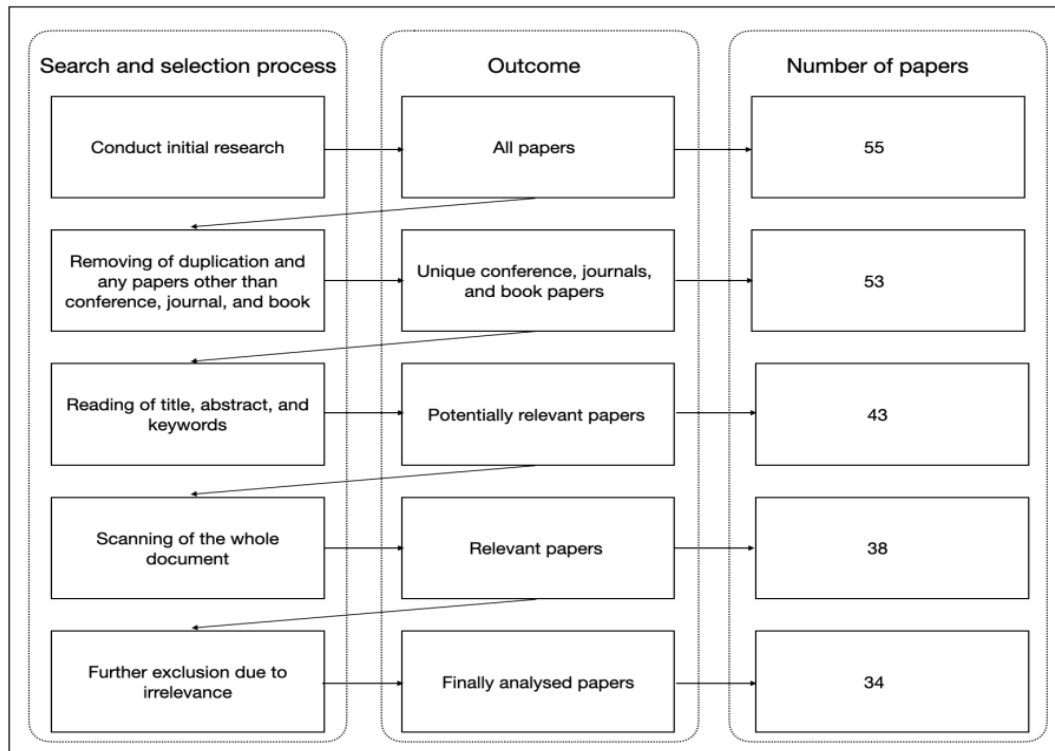 Search and selection process
Outcome
Number of papers
Conduct initial research
All papers
55
Removing of duplication and
any papers other than
conference, journal, and book
Unique conference, journals,
and book papers
53
Reading of title, abstract, and
keywords
Potentially relevant papers
43
Scanning of the whole
document
Relevant papers
38
Further exclusion due to
irrelevance
Finally analysed papers
34